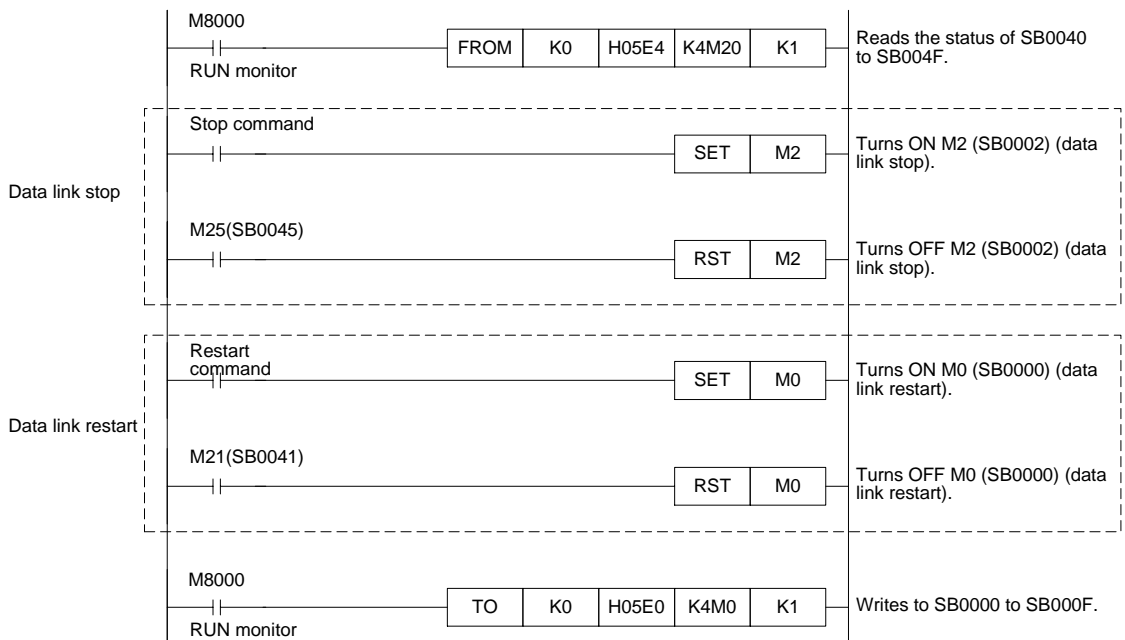 M8000
FROM K0 H05E4 K4M20 K1
Reads the status of SB0040
to SB004F.
RUN monitor
Data link stop
Stop command
SET M2
Turns ON M2 (SB0002) (data
link stop).
M25(SB0045)
RST M2
Turns OFF M2 (SB0002) (data
link stop).
Data link restart
Restart
command
SET M0
Turns ON M0 (SB0000) (data
link restart).
M21(SB0041)
RST M0
Turns OFF M0 (SB0000) (data
link restart).
M8000
TO K0 H05E0 K4M0 K1
Writes to SB0000 to SB000F.
RUN monitor